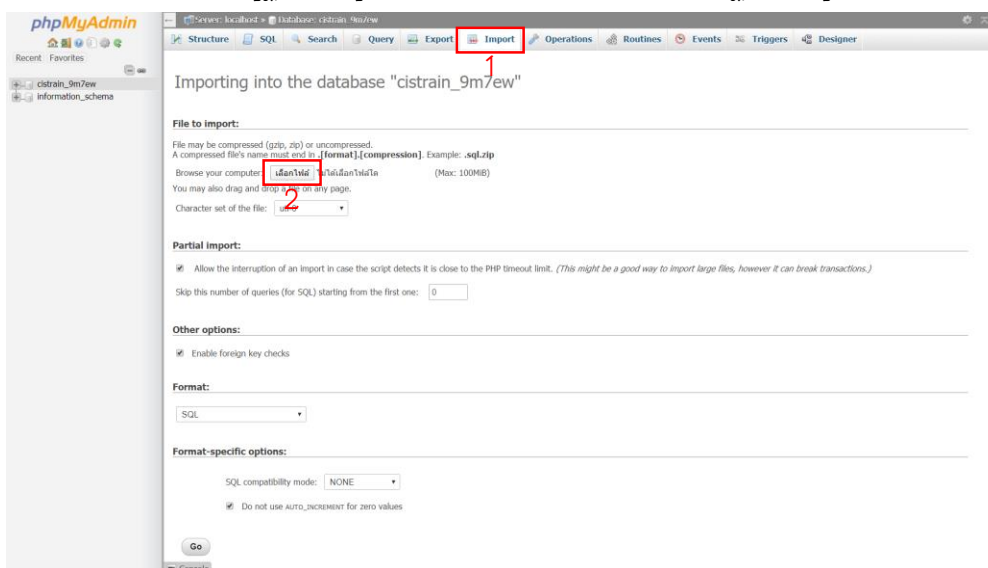 phpMyAdmin
Recent Favorites
cistrain_9m7ew
information_schema
Server: localhost » Database: cistrain_9m7ew
Structure SQL Search Query Export Import Operations Routines Events Triggers Designer
1
Importing into the database "cistrain_9m7ew"
File to import:
File may be compressed (gzip, zip) or uncompressed.
A compressed file's name must end in .[format].[compression]. Example: .sql.zip
Browse your computer: เลือกไฟล์ ไม่ได้เลือกไฟล์ใด (Max: 100MiB)
You may also drag and drop a file on any page.
2
Character set of the file:
Partial import:
Allow the interruption of an import in case the script detects it is close to the PHP timeout limit. (This might be a good way to import large files, however it can break transactions.)
Skip this number of queries (for SQL) starting from the first one: 0
Other options:
Enable foreign key checks
Format:
SQL
Format-specific options:
SQL compatibility mode: NONE
Do not use AUTO_INCREMENT for zero values
Go